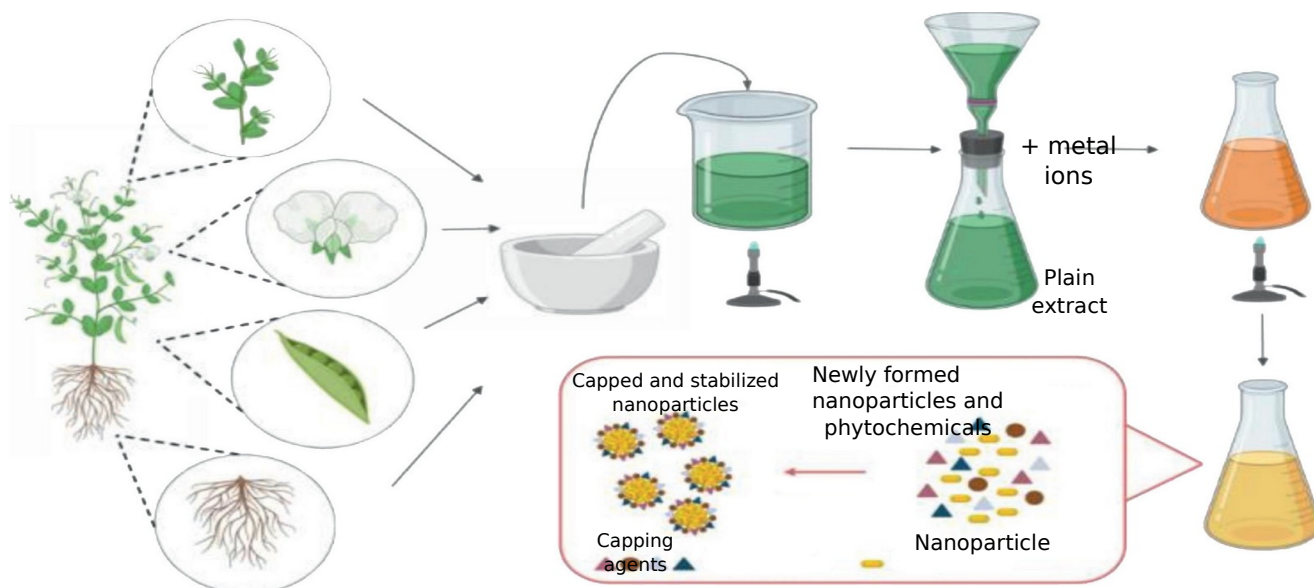 + metal
ions
Plain
extract
Capped and stabilized
nanoparticles
Newly formed
nanoparticles and
phytochemicals
Capping
agents
Nanoparticle